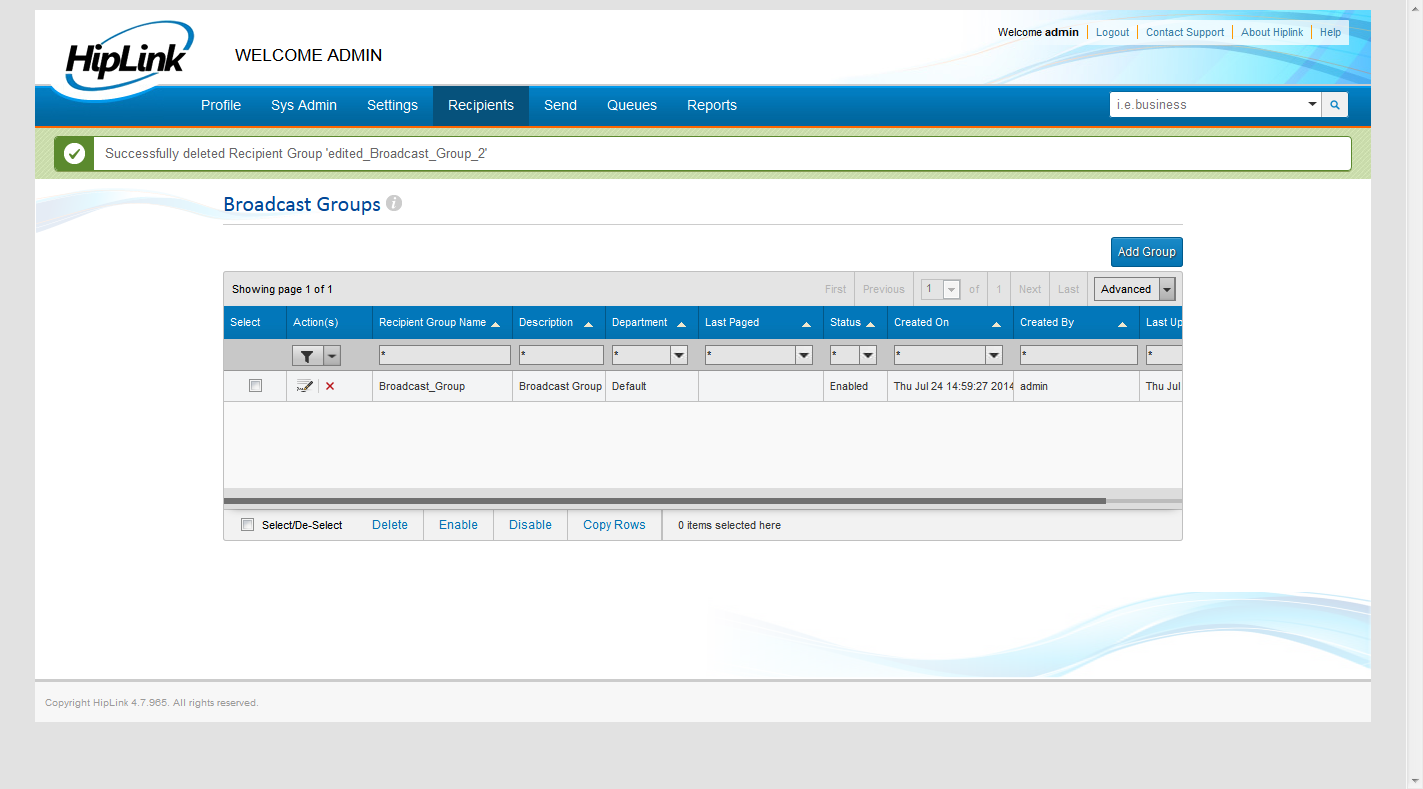 HipLink
WELCOME ADMIN
Welcome admin Logout Contact Support About Hiplink Help
Profile Sys Admin Settings Recipients Send Queues Reports i.e.business
Successfully deleted Recipient Group 'edited_Broadcast_Group_2'
Broadcast Groups i
Add Group
Showing page 1 of 1 First Previous 1 of 1 Next Last Advanced
Select Action(s) Recipient Group Name Description Department Last Paged Status Created On Created By Last Up
* * * * * * * *
Broadcast_Group Broadcast Group Default Enabled Thu Jul 24 14:59:27 2014 admin Thu Jul
Select/De-Select Delete Enable Disable Copy Rows 0 items selected here
Copyright HipLink 4.7.965. All rights reserved.